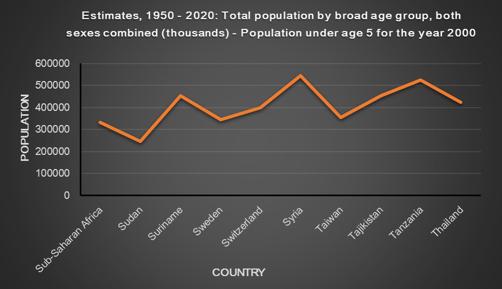 Estimates, 1950 - 2020: Total population by broad age group, both
sexes combined (thousands) - Population under age 5 for the year 2000
600000
500000
400000
300000
200000
100000
0
POPULATION
Sub-Saharan Africa
Sudan
Suriname
Sweden
Switzerland
Syria
Taiwan
Tajikistan
Tanzania
Thailand
COUNTRY